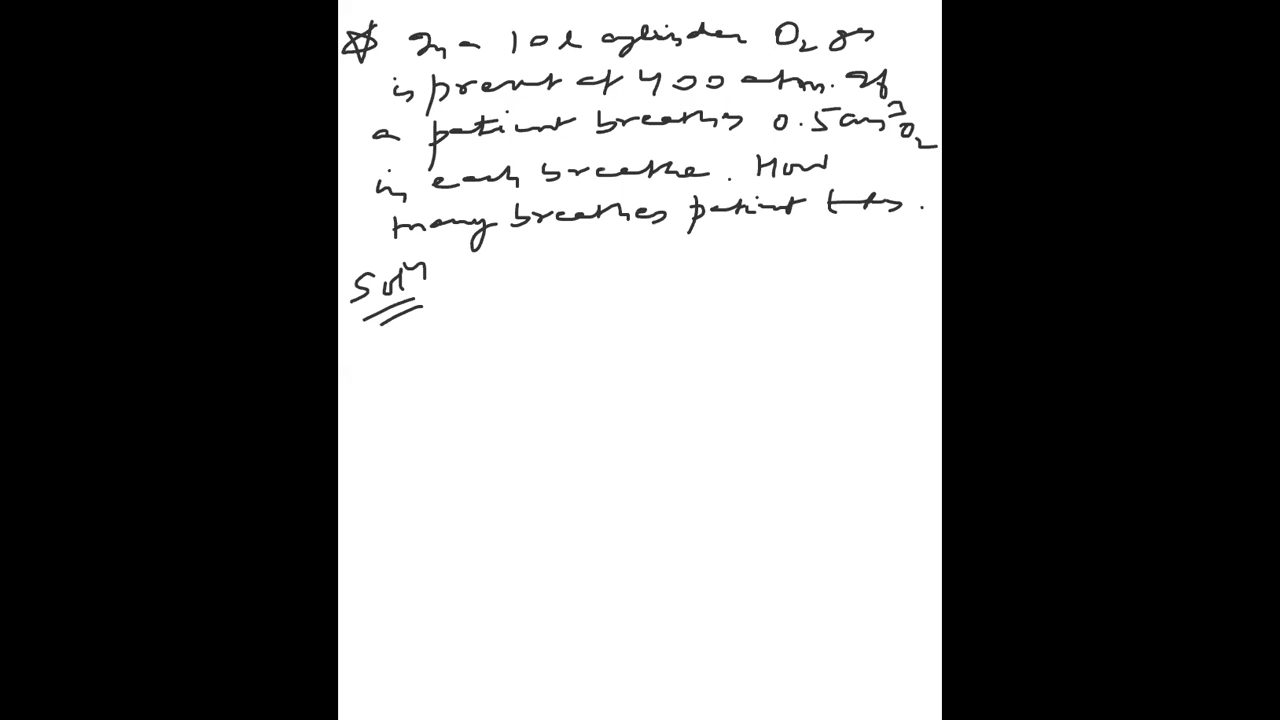 In a 10 l cylinder O₂ gas
is present at 400 atm. If
a patient breaths 0.5 cm³ O₂
in each breathe. How
many breathes patient takes.
Solⁿ